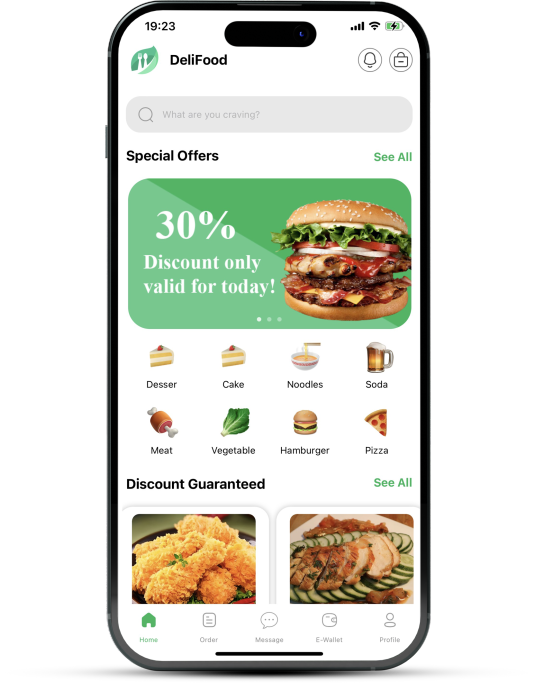 19:23
DeliFood
What are you craving?
Special Offers
See All
30%
Discount only
valid for today!
Desser
Cake
Noodles
Soda
Meat
Vegetable
Hamburger
Pizza
Discount Guaranteed
See All
Home
Order
Message
E-Wallet
Profile